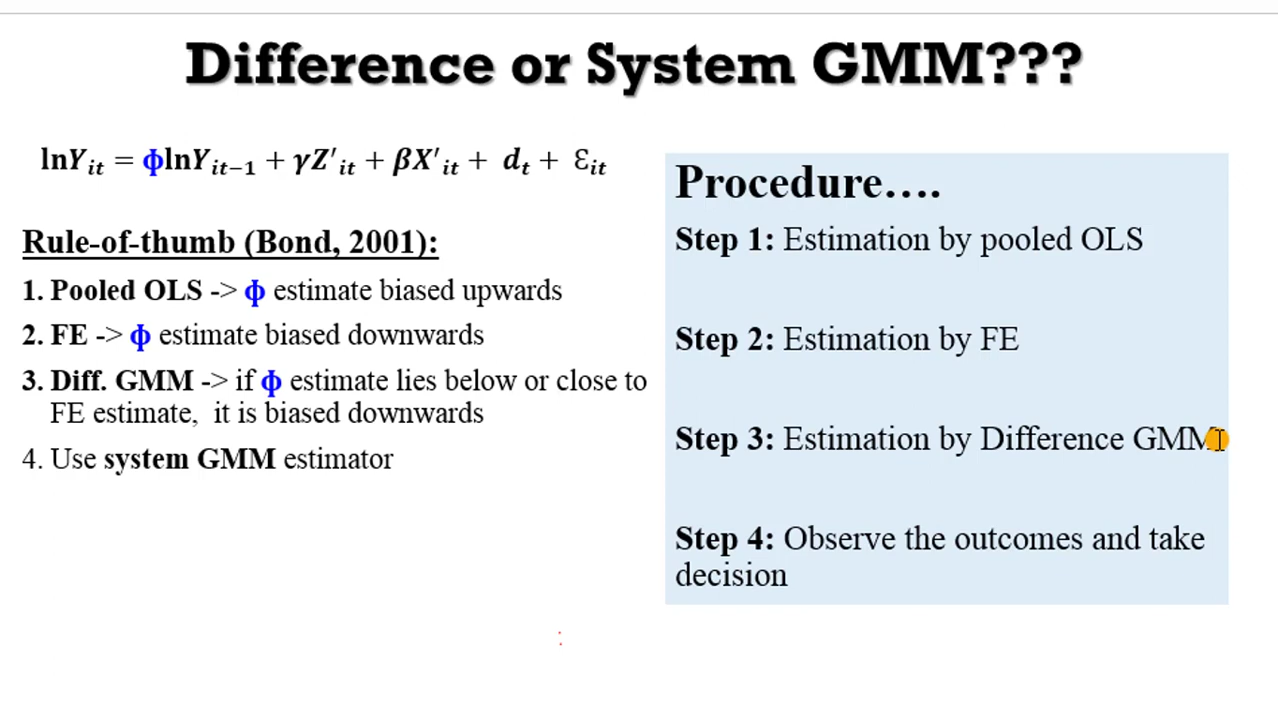 Difference or System GMM???
lnY_it = ϕlnY_it−1 + γZ′_it + βX′_it + d_t + Ɛ_it
Rule-of-thumb (Bond, 2001):
1. Pooled OLS -> ϕ estimate biased upwards
2. FE -> ϕ estimate biased downwards
3. Diff. GMM -> if ϕ estimate lies below or close to
FE estimate, it is biased downwards
4. Use system GMM estimator
Procedure….
Step 1: Estimation by pooled OLS
Step 2: Estimation by FE
Step 3: Estimation by Difference GMM
Step 4: Observe the outcomes and take
decision